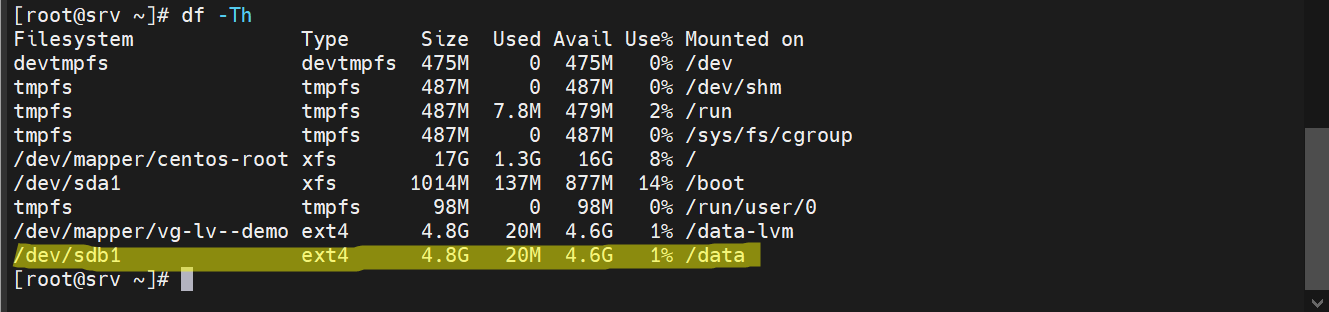 [root@srv ~]# df -Th
Filesystem              Type      Size  Used Avail Use% Mounted on
devtmpfs                devtmpfs  475M     0  475M   0% /dev
tmpfs                   tmpfs     487M     0  487M   0% /dev/shm
tmpfs                   tmpfs     487M  7.8M  479M   2% /run
tmpfs                   tmpfs     487M     0  487M   0% /sys/fs/cgroup
/dev/mapper/centos-root xfs        17G  1.3G   16G   8% /
/dev/sda1               xfs      1014M  137M  877M  14% /boot
tmpfs                   tmpfs      98M     0   98M   0% /run/user/0
/dev/mapper/vg-lv--demo ext4      4.8G   20M  4.6G   1% /data-lvm
/dev/sdb1               ext4      4.8G   20M  4.6G   1% /data
[root@srv ~]#